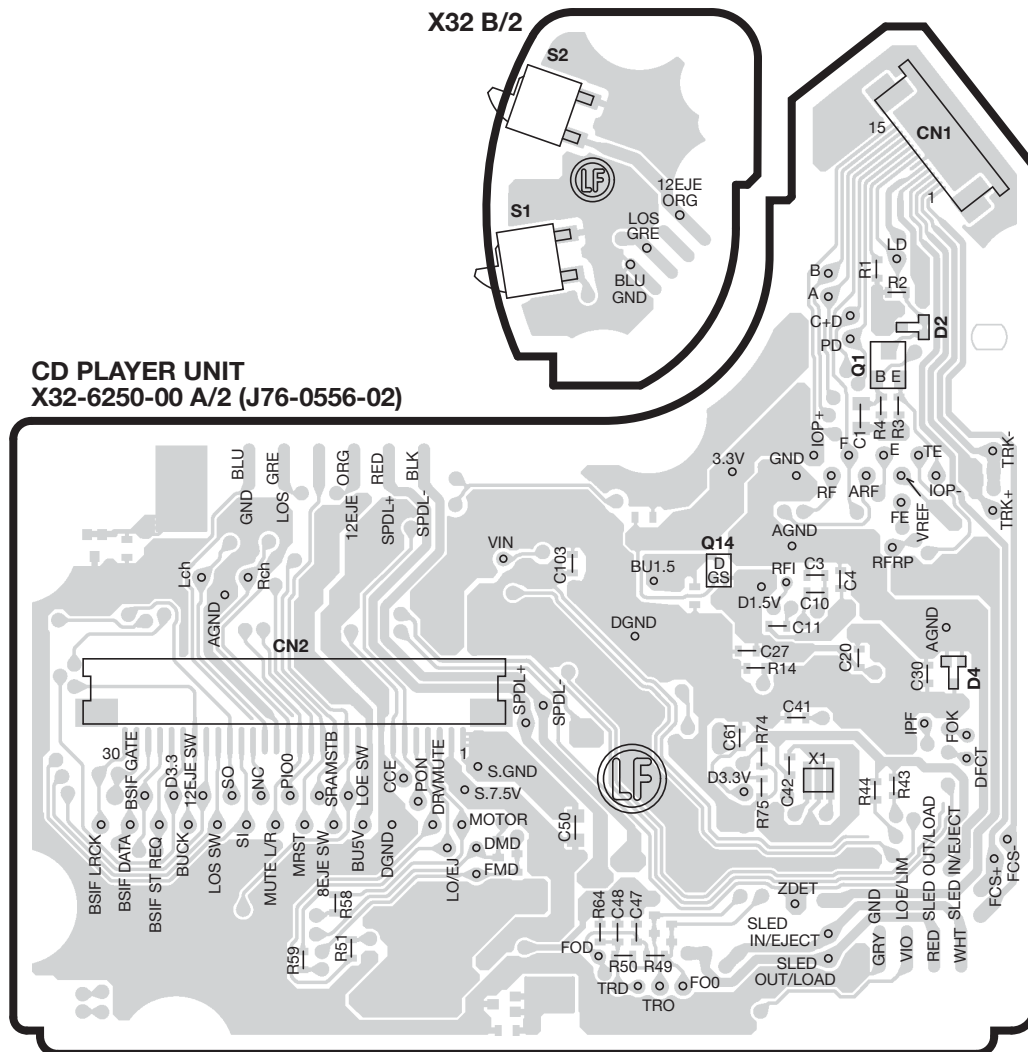 X32 B/2
S2
S1
LF
12EJE
ORG
LOS
GRE
BLU
GND
CN1
15
1
LD
R1
R2
B
A
C+D
PD
D2
Q1
B E
CD PLAYER UNIT
X32-6250-00 A/2 (J76-0556-02)
C1
R4
R3
IOP+
F
E
TE
TRK-
BLU
GRE
ORG
RED
BLK
GND
LOS
12EJE
SPDL+
SPDL-
3.3V
GND
RF
ARF
VREF
IOP-
FE
TRK+
RFRP
AGND
VIN
C103
BU1.5
Q14
D
GS
RFI
C3
C4
D1.5V
C10
C11
Lch
Rch
AGND
DGND
AGND
CN2
C27
R14
C20
C30
D4
SPDL+
SPDL-
C41
IPF
FOK
DFCT
C61
R74
X1
LF
D3.3V
R75
C42
R44
R43
30
1
BSIF GATE
D3.3
12EJE SW
SO
NC
PIO0
SRAMSTB
LOE SW
CCE
PON
DRVMUTE
S.GND
S.7.5V
MOTOR
DMD
FMD
C50
BSIF LRCK
BSIF DATA
BSIF ST REQ
BUCK
LOS SW
SI
MUTE L/R
MRST
8EJE SW
BU5V
DGND
LO/EJ
FCS+
FCS-
R58
R59
R51
R64
C48
C47
ZDET
SLED
IN/EJECT
SLED
OUT/LOAD
FOD
R50
R49
TRD
TRO
FO0
GND
LOE/LIM
SLED OUT/LOAD
SLED IN/EJECT
GRY
VIO
RED
WHT